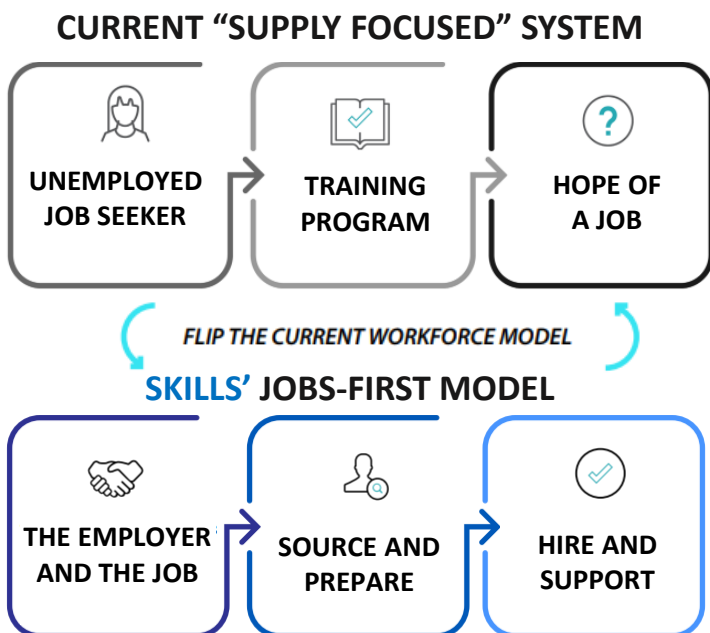 CURRENT “SUPPLY FOCUSED” SYSTEM
UNEMPLOYED
JOB SEEKER
TRAINING
PROGRAM
?
HOPE OF
A JOB
FLIP THE CURRENT WORKFORCE MODEL
SKILLS’ JOBS-FIRST MODEL
THE EMPLOYER
AND THE JOB
SOURCE AND
PREPARE
HIRE AND
SUPPORT